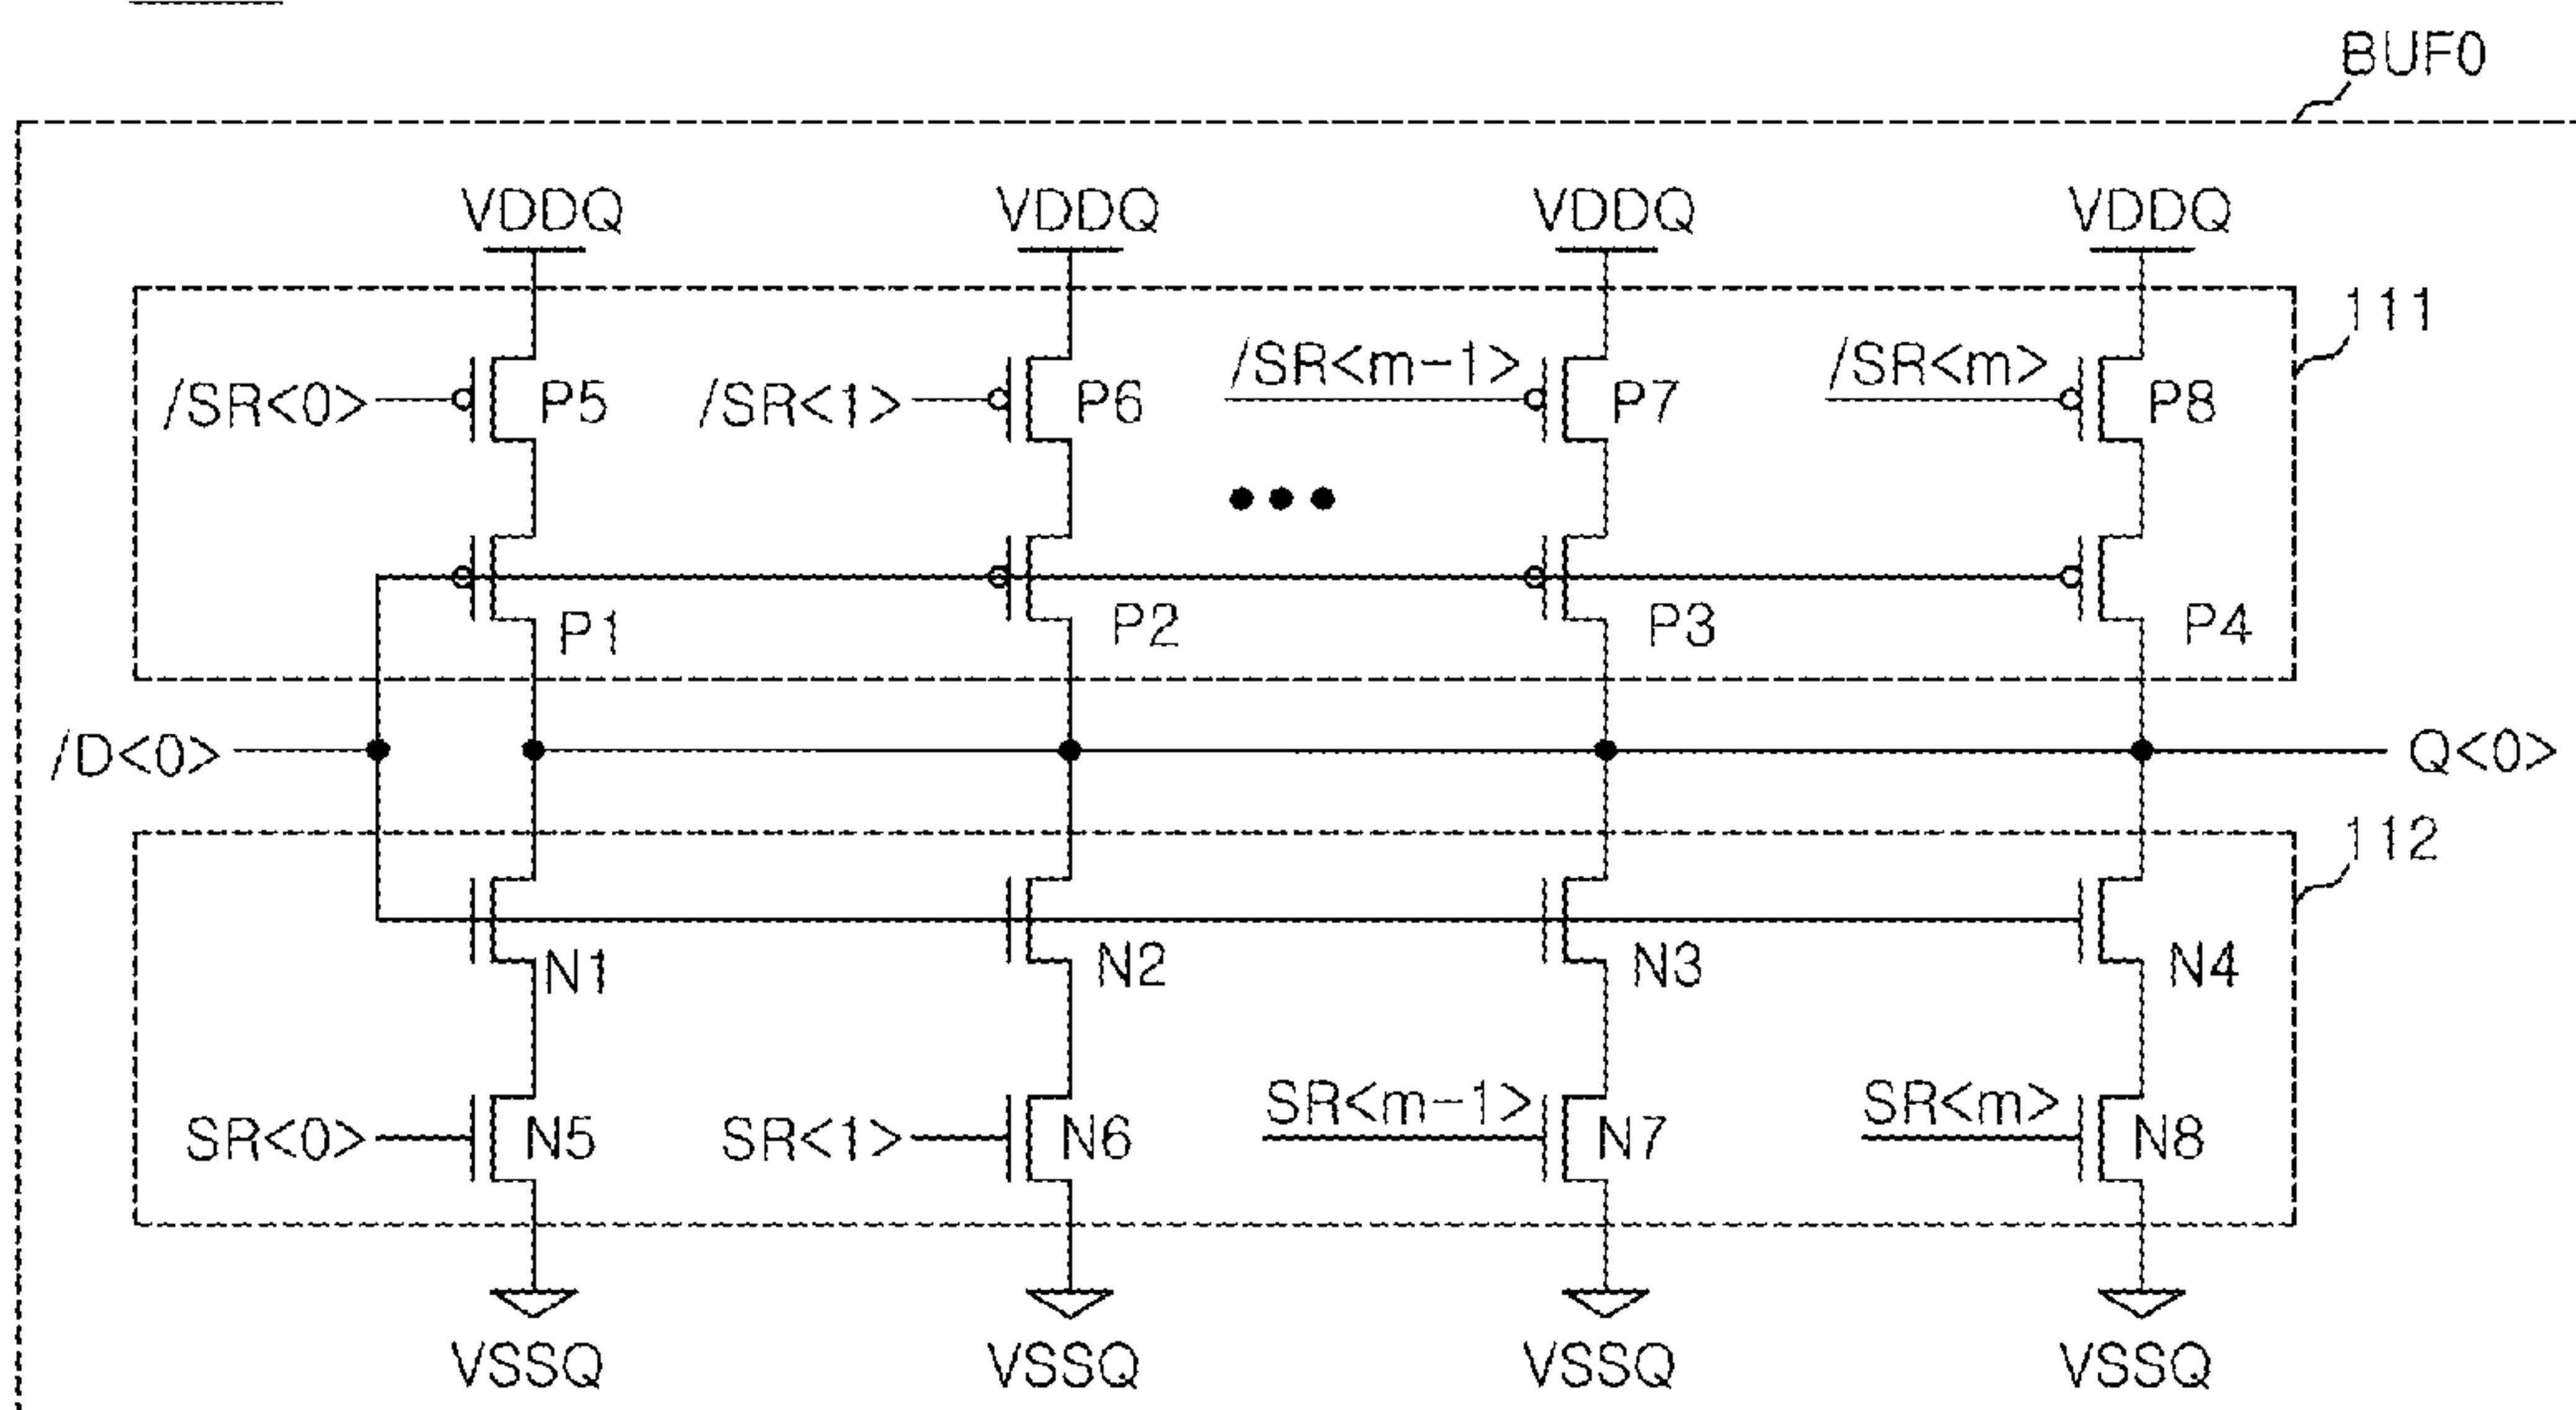 BUF0
VDDQ VDDQ VDDQ VDDQ
111
/SR<0> P5 /SR<1> P6 /SR<m-1> P7 /SR<m> P8
P1 P2 P3 P4
/D<0> Q<0>
112
N1 N2 N3 N4
SR<0> N5 SR<1> N6 SR<m-1> N7 SR<m> N8
VSSQ VSSQ VSSQ VSSQ